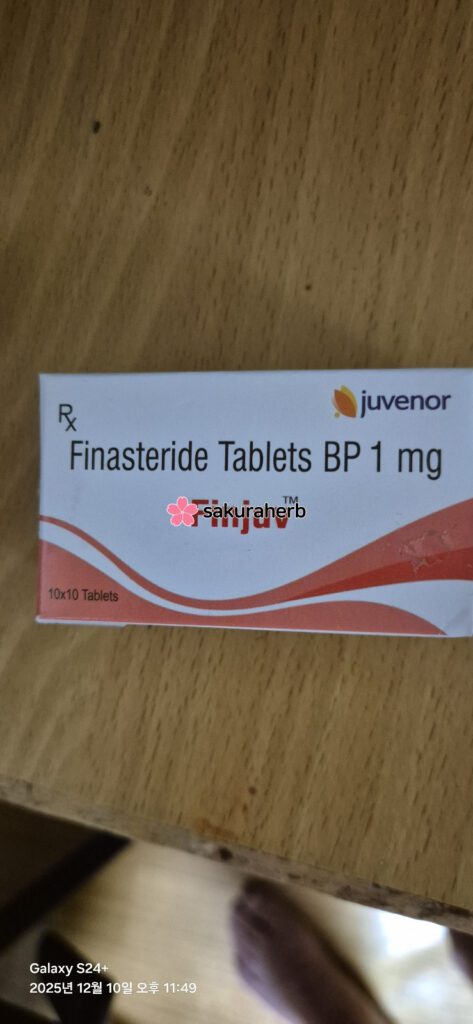 juvenor
Rx
Finasteride Tablets BP 1 mg
Finjuv™
sakuraherb
10x10 Tablets
Galaxy S24+
2025년 12월 10일 오후 11:49